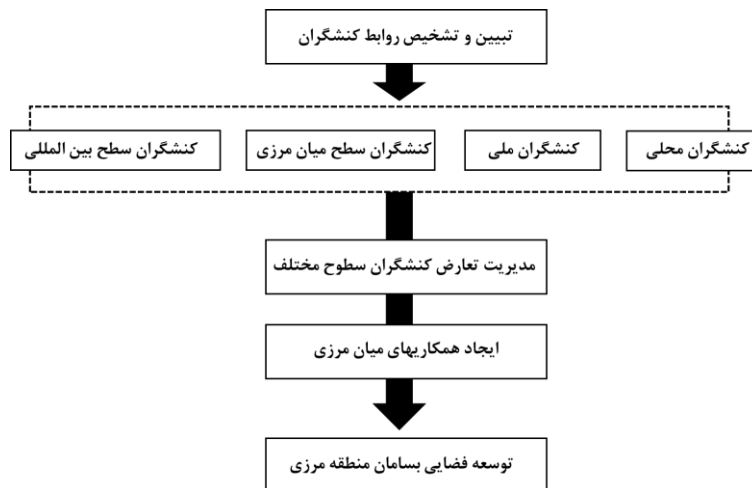 تبیین و تشخیص روابط کنشگران
کنشگران محلی
کنشگران ملی
کنشگران سطح میان مرزی
کنشگران سطح بین المللی
مدیریت تعارض کنشگران سطوح مختلف
ایجاد همکاریهای میان مرزی
توسعه فضایی بسامان منطقه مرزی